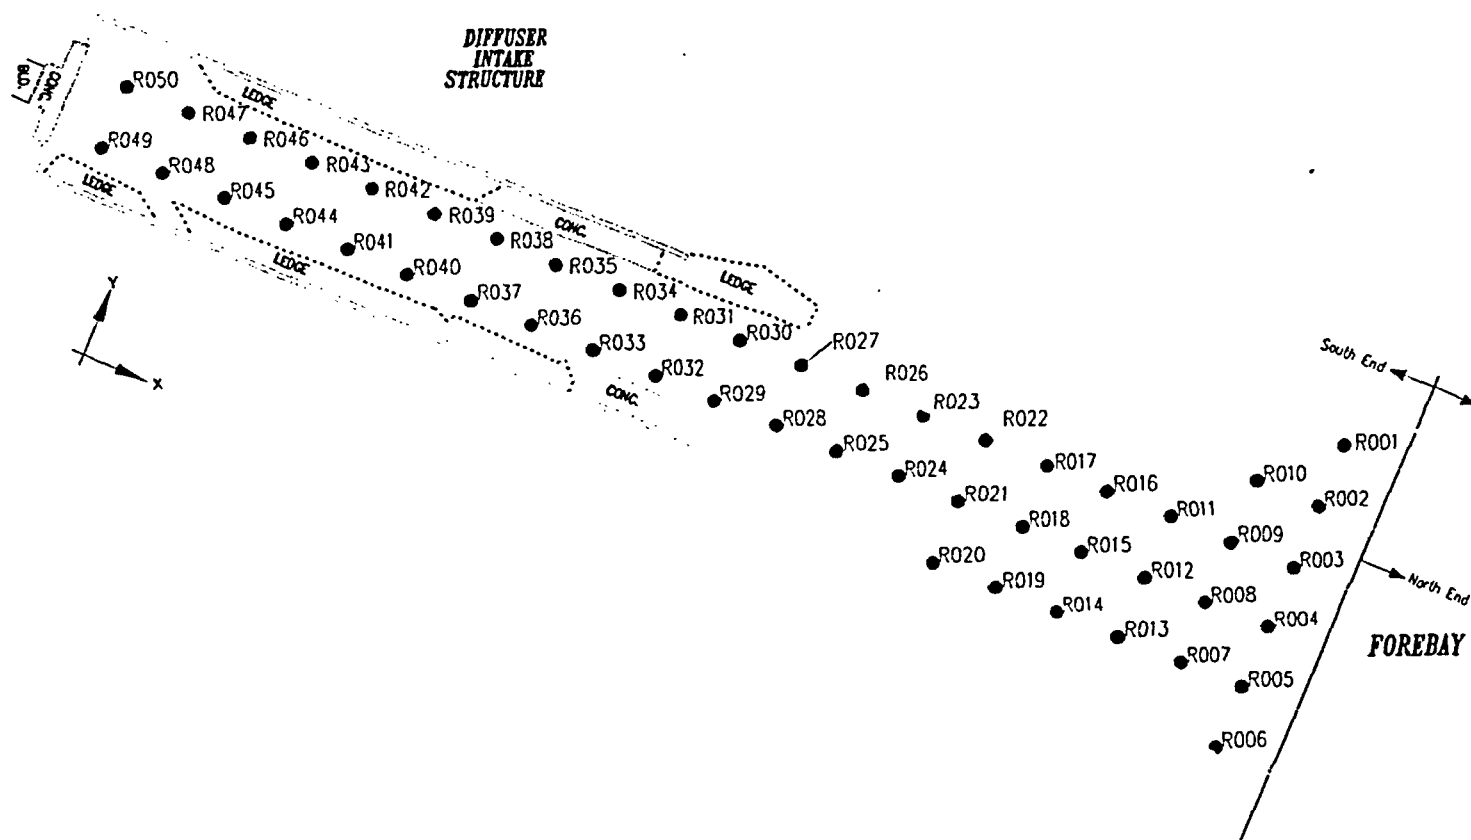 DIFFUSER
INTAKE
STRUCTURE
BLD.
CONC.
R050
LEDGE
R047
R046
R049
R043
R048
R042
LEDGE
R045
R039
R044
CONC.
R038
R041
R035
LEDGE
R040
LEDGE
R034
Y
R037
R031
R036
R030
R027
R033
South End
R032
X
R026
CONC.
R029
R023
R028
R022
R001
R025
R017
R024
R010
R016
R021
R002
R011
R018
R009
R015
R003
R020
R012
North End
R019
R008
R014
R004
R013
FOREBAY
R007
R005
R006